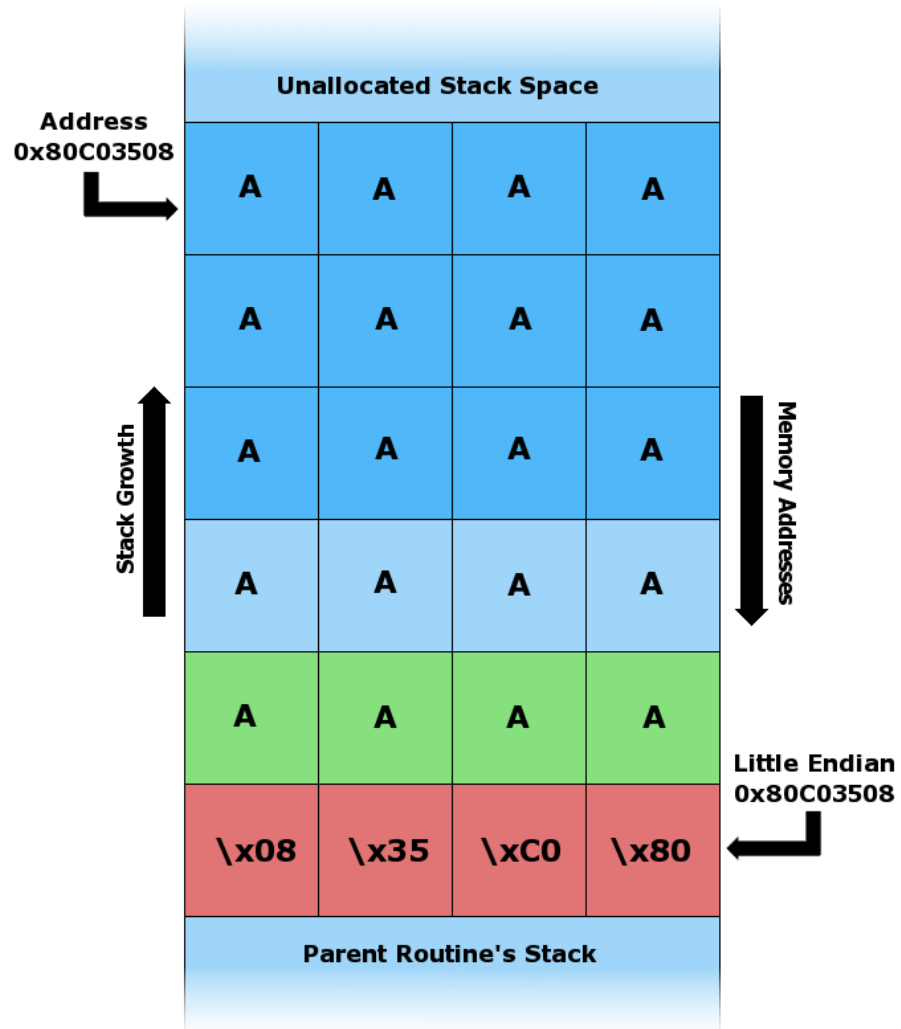 Unallocated Stack Space
Address
0x80C03508
A A A A
A A A A
A A A A
Stack Growth
Memory Addresses
A A A A
A A A A
Little Endian
0x80C03508
\x08 \x35 \xC0 \x80
Parent Routine's Stack